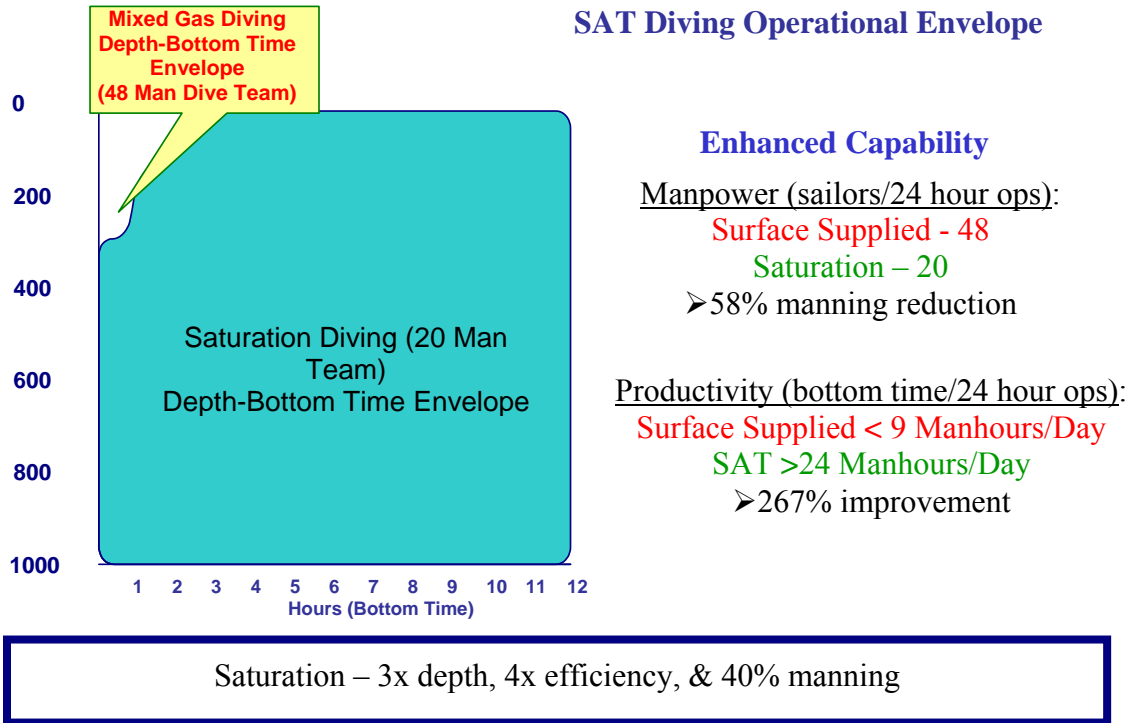 SAT Diving Operational Envelope
Mixed Gas Diving
Depth-Bottom Time
Envelope
(48 Man Dive Team)
0
200
400
600
800
1000
Saturation Diving (20 Man
Team)
Depth-Bottom Time Envelope
1 2 3 4 5 6 7 8 9 10 11 12
Hours (Bottom Time)
Enhanced Capability
Manpower (sailors/24 hour ops):
Surface Supplied - 48
Saturation – 20
➢58% manning reduction
Productivity (bottom time/24 hour ops):
Surface Supplied < 9 Manhours/Day
SAT >24 Manhours/Day
➢267% improvement
Saturation – 3x depth, 4x efficiency, & 40% manning